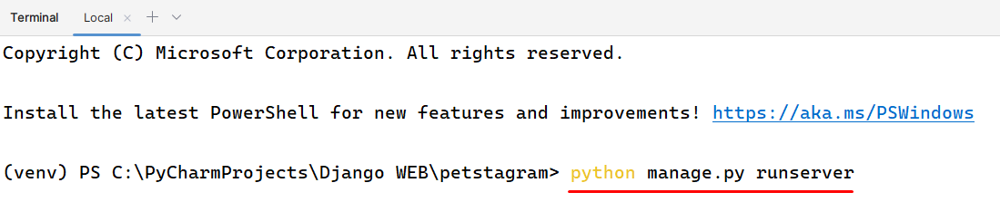 Terminal Local
Copyright (C) Microsoft Corporation. All rights reserved.
Install the latest PowerShell for new features and improvements! https://aka.ms/PSWindows
(venv) PS C:\PyCharmProjects\Django WEB\petstagram> python manage.py runserver